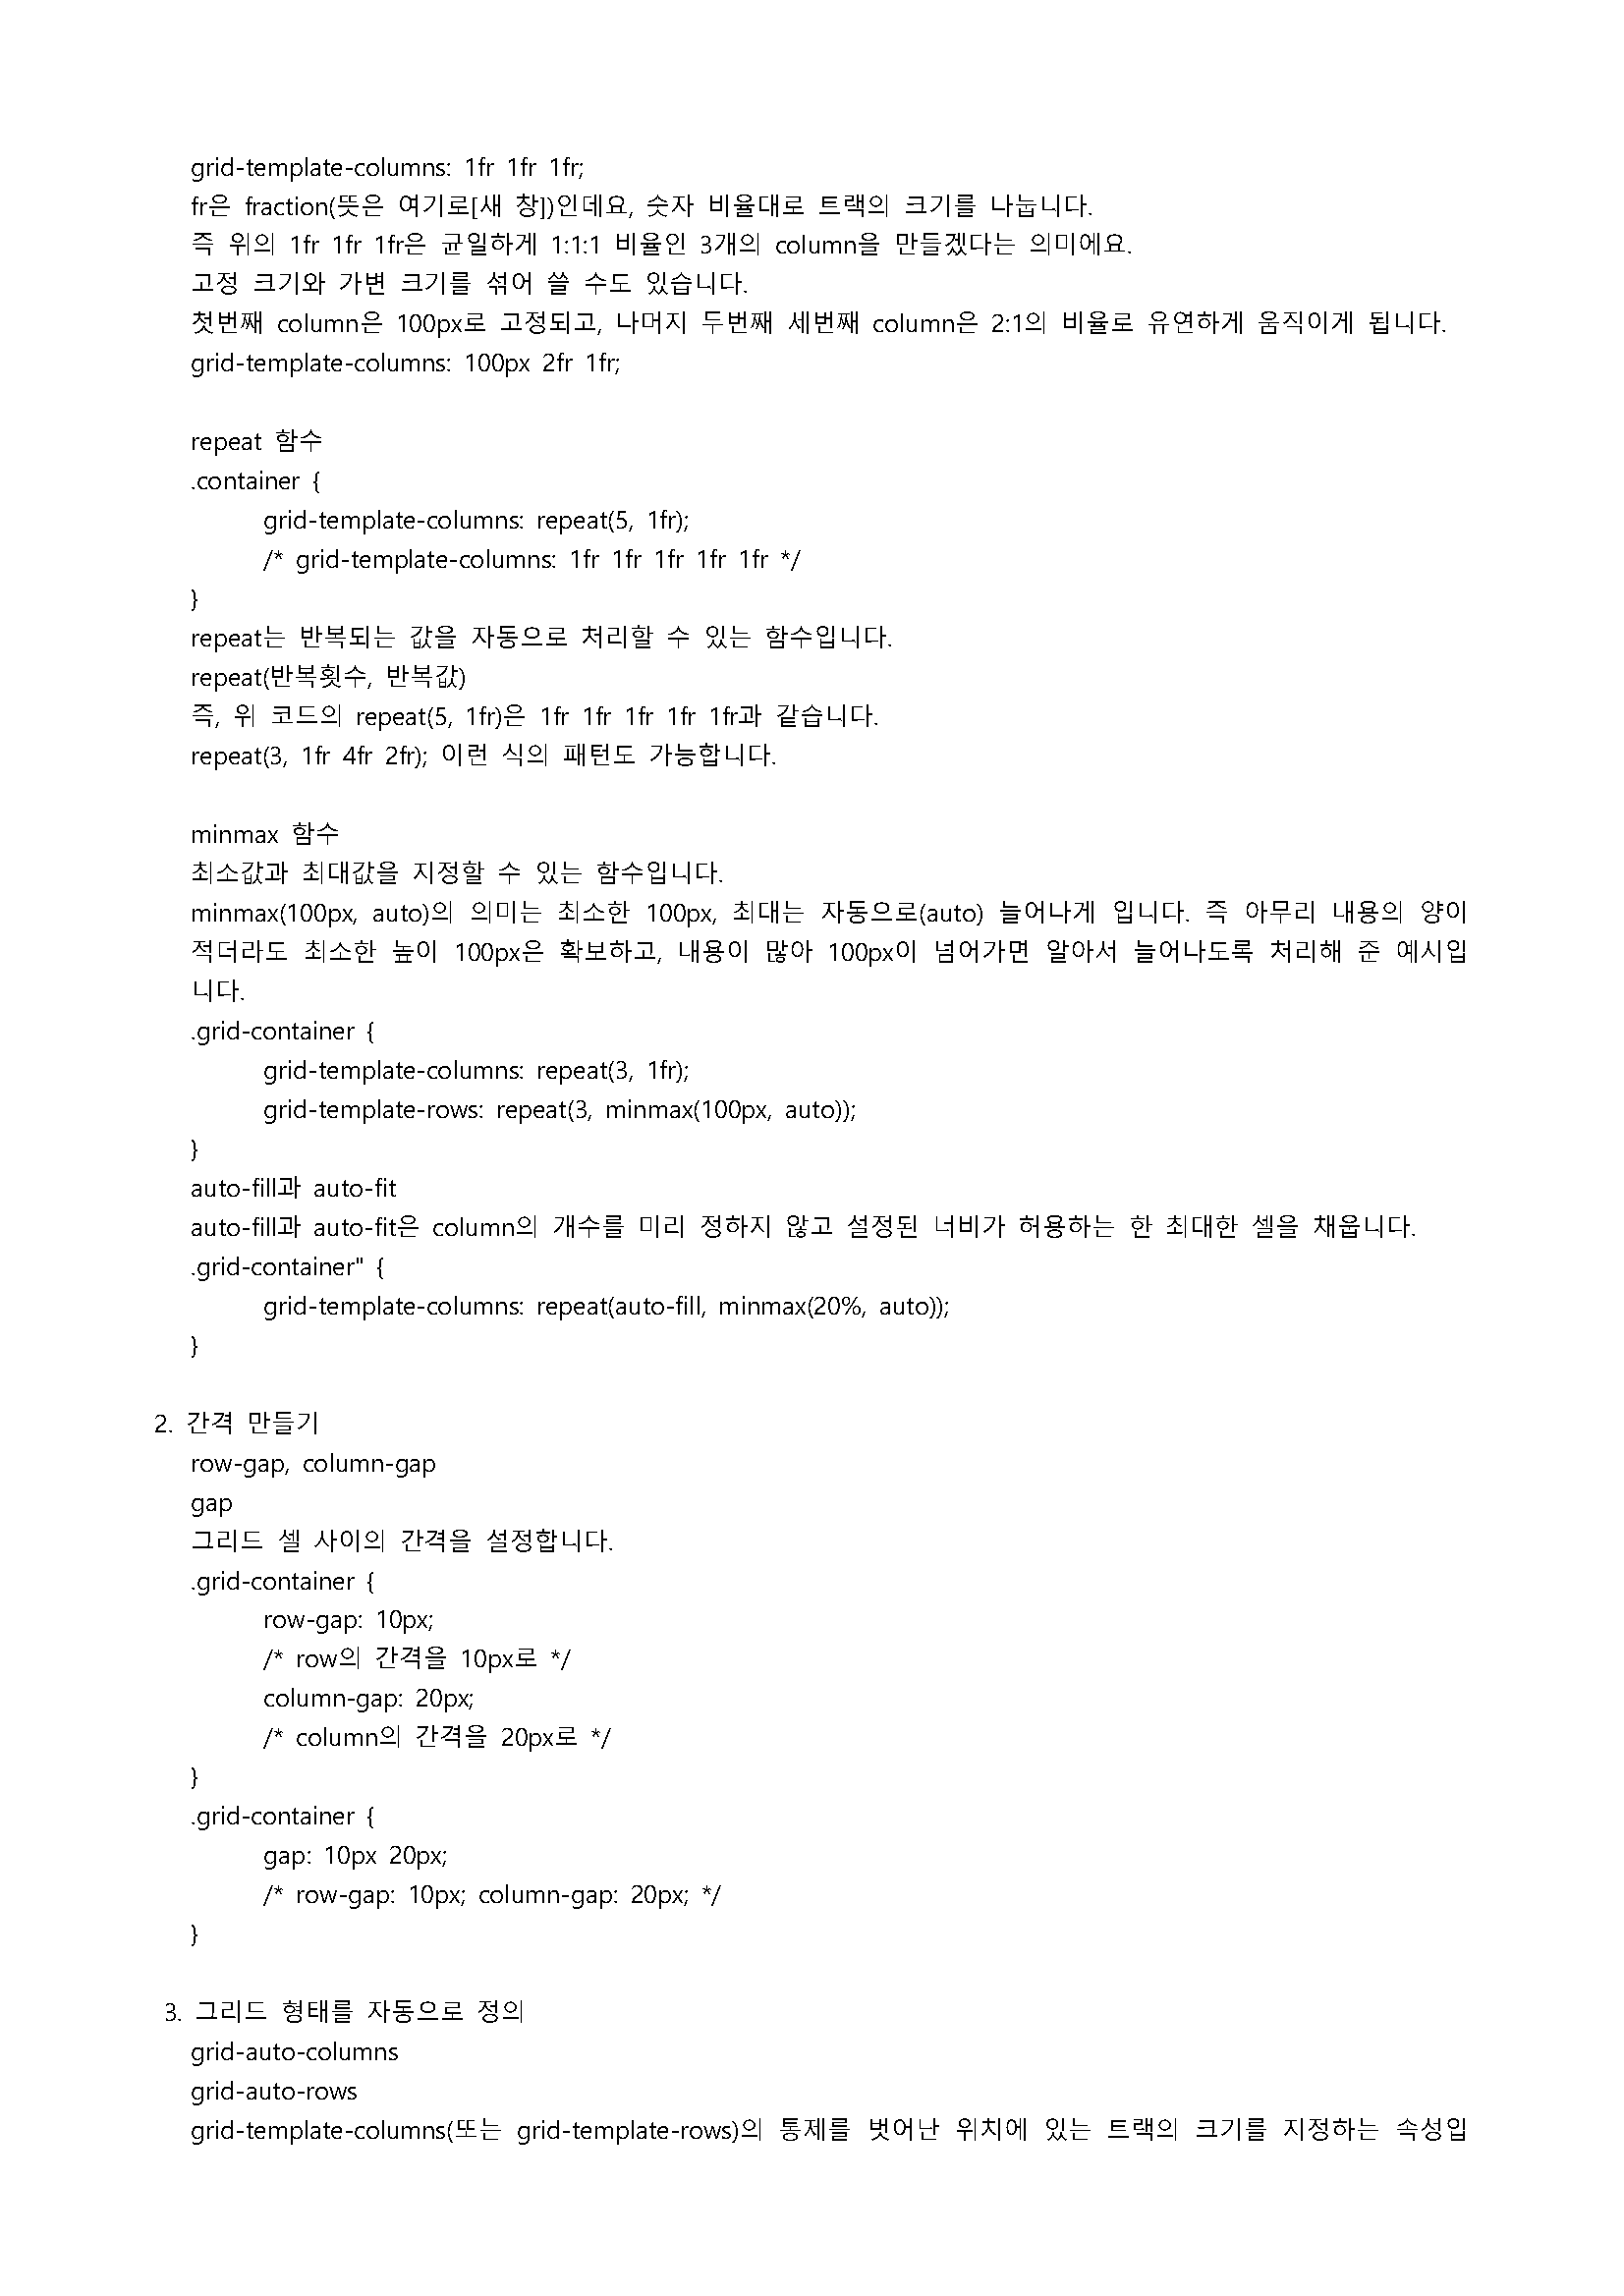 grid-template-columns: 1fr 1fr 1fr;
fr은 fraction(뜻은 여기로[새 창])인데요, 숫자 비율대로 트랙의 크기를 나눕니다.
즉 위의 1fr 1fr 1fr은 균일하게 1:1:1 비율인 3개의 column을 만들겠다는 의미에요.
고정 크기와 가변 크기를 섞어 쓸 수도 있습니다.
첫번째 column은 100px로 고정되고, 나머지 두번째 세번째 column은 2:1의 비율로 유연하게 움직이게 됩니다.
grid-template-columns: 100px 2fr 1fr;
repeat 함수
.container {
grid-template-columns: repeat(5, 1fr);
/* grid-template-columns: 1fr 1fr 1fr 1fr 1fr */
}
repeat는 반복되는 값을 자동으로 처리할 수 있는 함수입니다.
repeat(반복횟수, 반복값)
즉, 위 코드의 repeat(5, 1fr)은 1fr 1fr 1fr 1fr 1fr과 같습니다.
repeat(3, 1fr 4fr 2fr); 이런 식의 패턴도 가능합니다.
minmax 함수
최소값과 최대값을 지정할 수 있는 함수입니다.
minmax(100px, auto)의 의미는 최소한 100px, 최대는 자동으로(auto) 늘어나게 입니다. 즉 아무리 내용의 양이
적더라도 최소한 높이 100px은 확보하고, 내용이 많아 100px이 넘어가면 알아서 늘어나도록 처리해 준 예시입
니다.
.grid-container {
grid-template-columns: repeat(3, 1fr);
grid-template-rows: repeat(3, minmax(100px, auto));
}
auto-fill과 auto-fit
auto-fill과 auto-fit은 column의 개수를 미리 정하지 않고 설정된 너비가 허용하는 한 최대한 셀을 채웁니다.
.grid-container" {
grid-template-columns: repeat(auto-fill, minmax(20%, auto));
}
2. 간격 만들기
row-gap, column-gap
gap
그리드 셀 사이의 간격을 설정합니다.
.grid-container {
row-gap: 10px;
/* row의 간격을 10px로 */
column-gap: 20px;
/* column의 간격을 20px로 */
}
.grid-container {
gap: 10px 20px;
/* row-gap: 10px; column-gap: 20px; */
}
3. 그리드 형태를 자동으로 정의
grid-auto-columns
grid-auto-rows
grid-template-columns(또는 grid-template-rows)의 통제를 벗어난 위치에 있는 트랙의 크기를 지정하는 속성입